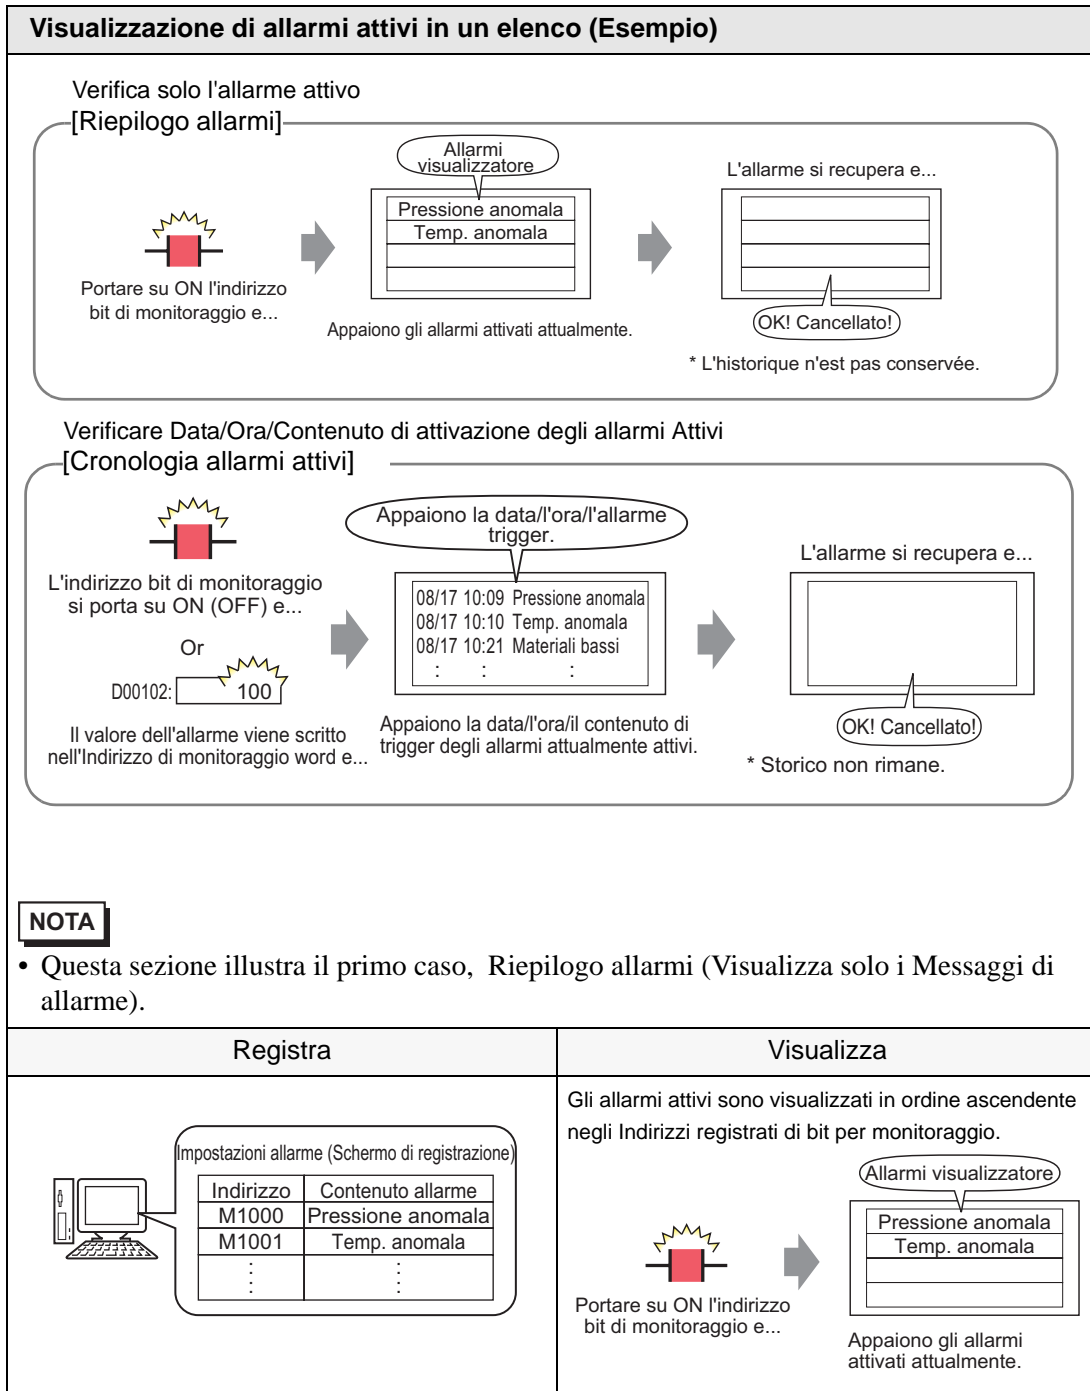 Visualizzazione di allarmi attivi in un elenco (Esempio)
Verifica solo l'allarme attivo
[Riepilogo allarmi]
Allarmi
visualizzatore
Pressione anomala
Temp. anomala
Portare su ON l'indirizzo
bit di monitoraggio e...
Appaiono gli allarmi attivati attualmente.
L'allarme si recupera e...
OK! Cancellato!
* L'historique n'est pas conservée.
Verificare Data/Ora/Contenuto di attivazione degli allarmi Attivi
[Cronologia allarmi attivi]
L'indirizzo bit di monitoraggio
si porta su ON (OFF) e...
Or
D00102: 100
Il valore dell'allarme viene scritto
nell'Indirizzo di monitoraggio word e...
Appaiono la data/l'ora/l'allarme
trigger.
08/17 10:09 Pressione anomala
08/17 10:10 Temp. anomala
08/17 10:21 Materiali bassi
: : :
Appaiono la data/l'ora/il contenuto di
trigger degli allarmi attualmente attivi.
L'allarme si recupera e...
OK! Cancellato!
* Storico non rimane.
NOTA
• Questa sezione illustra il primo caso, Riepilogo allarmi (Visualizza solo i Messaggi di
allarme).
Registra
Visualizza
Impostazioni allarme (Schermo di registrazione)
Indirizzo Contenuto allarme
M1000 Pressione anomala
M1001 Temp. anomala
: :
: :
Gli allarmi attivi sono visualizzati in ordine ascendente
negli Indirizzi registrati di bit per monitoraggio.
Allarmi visualizzatore
Pressione anomala
Temp. anomala
Portare su ON l'indirizzo
bit di monitoraggio e...
Appaiono gli allarmi
attivati attualmente.